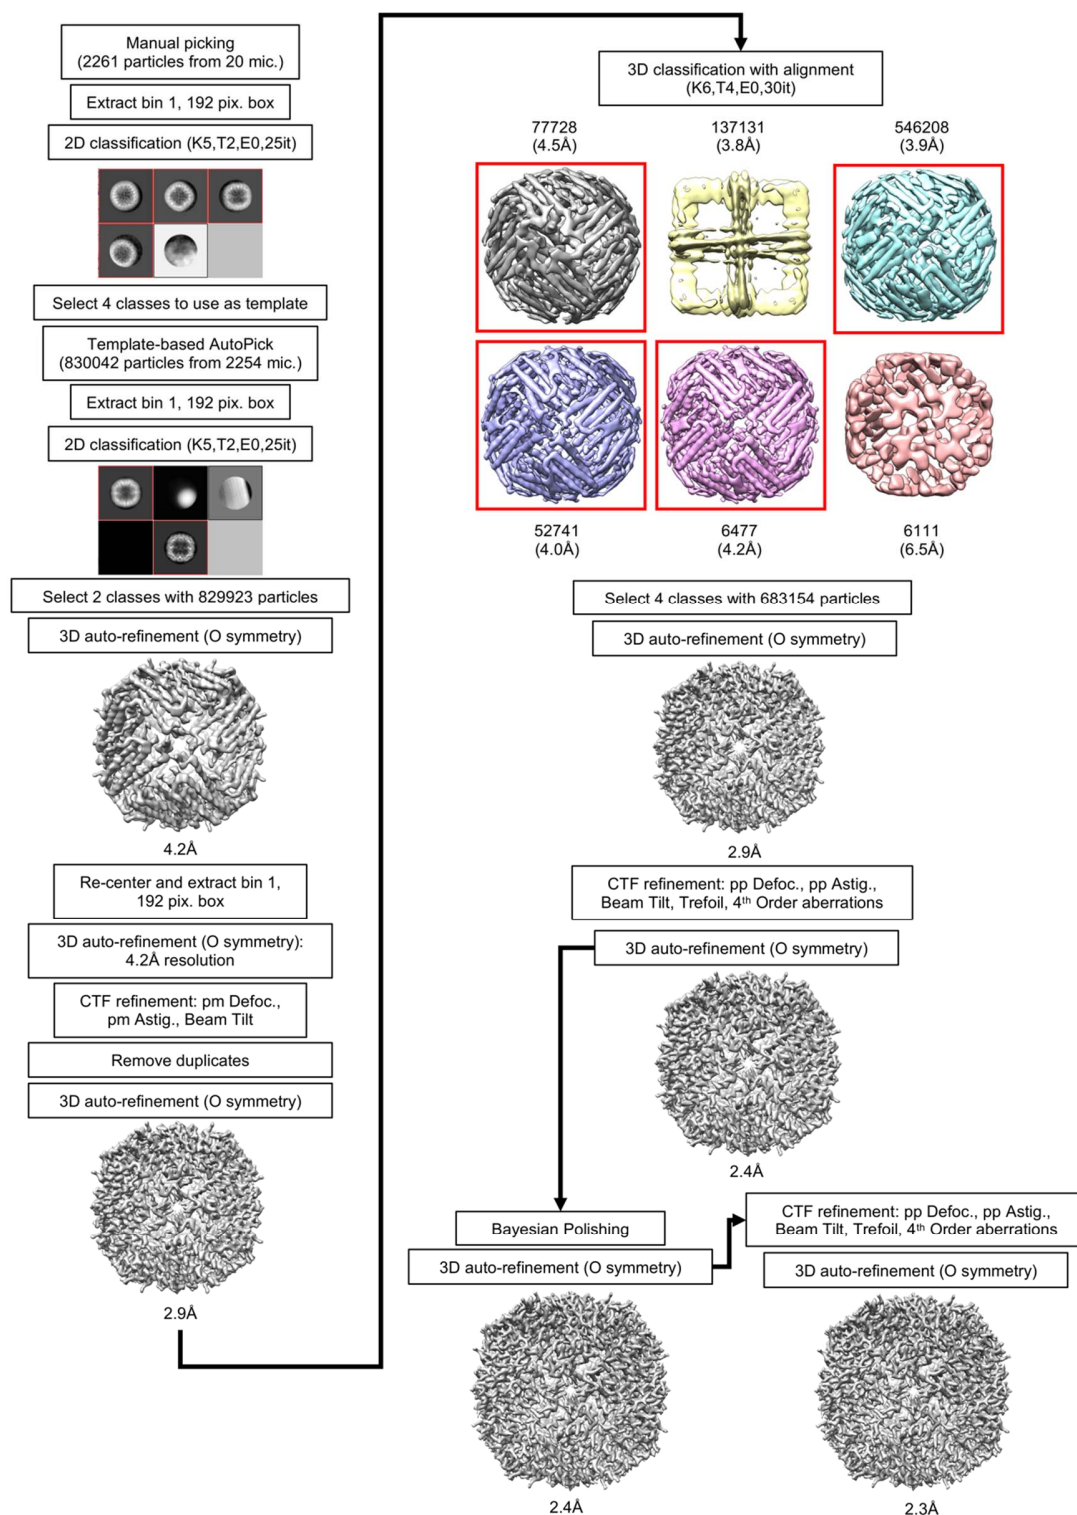 Manual picking
(2261 particles from 20 mic.)
Extract bin 1, 192 pix. box
2D classification (K5,T2,E0,25it)
Select 4 classes to use as template
Template-based AutoPick
(830042 particles from 2254 mic.)
Extract bin 1, 192 pix. box
2D classification (K5,T2,E0,25it)
Select 2 classes with 829923 particles
3D auto-refinement (O symmetry)
4.2Å
Re-center and extract bin 1,
192 pix. box
3D auto-refinement (O symmetry):
4.2Å resolution
CTF refinement: pm Defoc.,
pm Astig., Beam Tilt
Remove duplicates
3D auto-refinement (O symmetry)
2.9Å
3D classification with alignment
(K6,T4,E0,30it)
77728 137131 546208
(4.5Å) (3.8Å) (3.9Å)
52741 6477 6111
(4.0Å) (4.2Å) (6.5Å)
Select 4 classes with 683154 particles
3D auto-refinement (O symmetry)
2.9Å
CTF refinement: pp Defoc., pp Astig.,
Beam Tilt, Trefoil, 4th Order aberrations
3D auto-refinement (O symmetry)
2.4Å
Bayesian Polishing
3D auto-refinement (O symmetry)
2.4Å
CTF refinement: pp Defoc., pp Astig.,
Beam Tilt, Trefoil, 4th Order aberrations
3D auto-refinement (O symmetry)
2.3Å